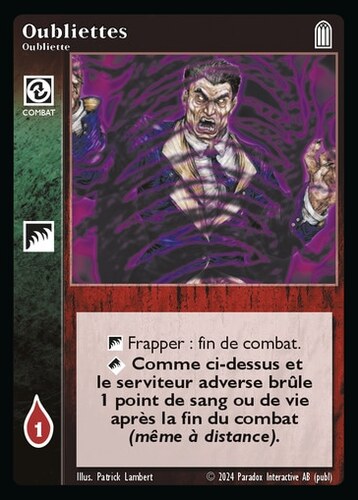 Oubliettes
Oubliette
COMBAT
Frapper : fin de combat.
Comme ci-dessus et
le serviteur adverse brûle
1 point de sang ou de vie
après la fin du combat
(même à distance).
1
Illus. Patrick Lambert © 2024 Paradox Interactive AB (publ)